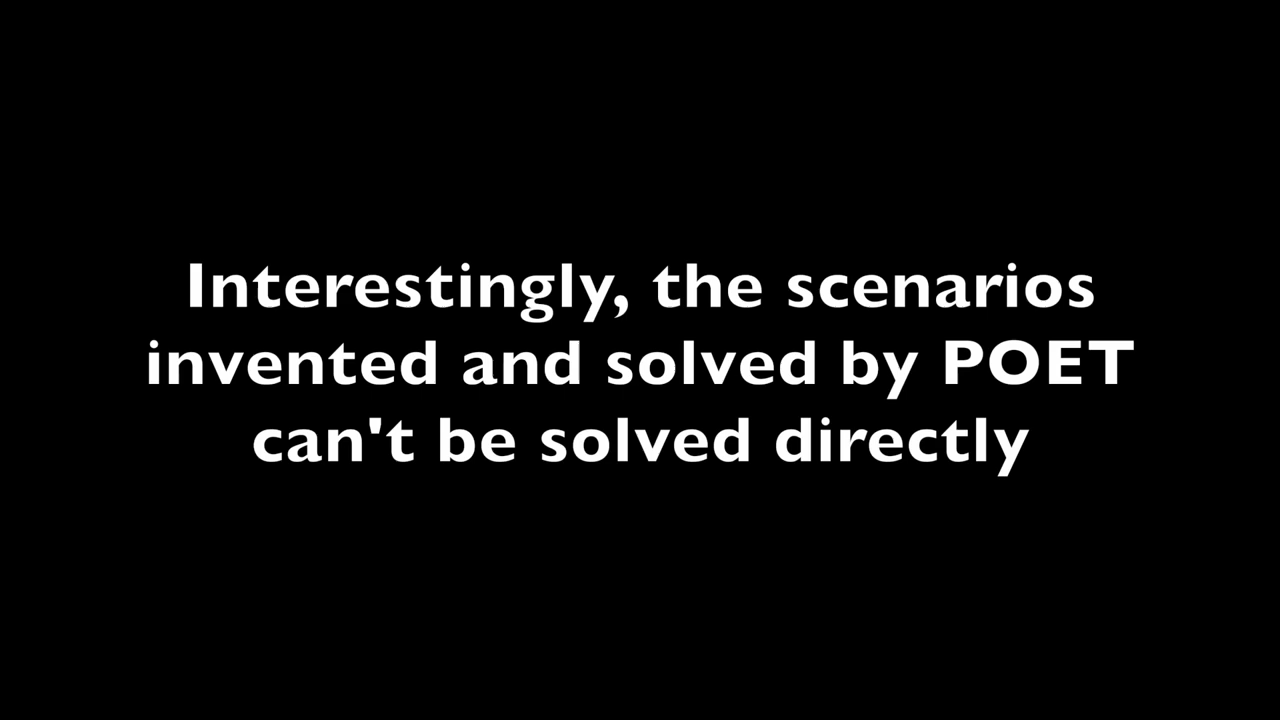 Interestingly, the scenarios
invented and solved by POET
can't be solved directly